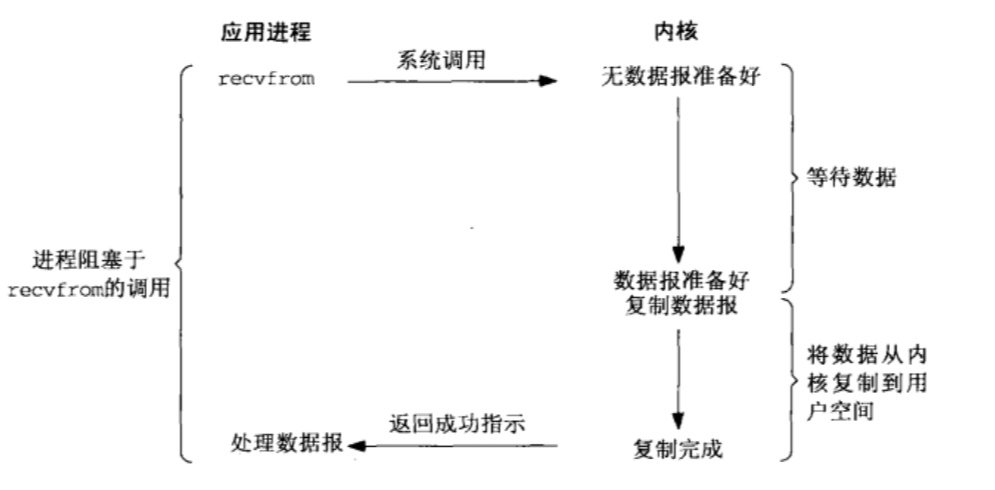 应用进程
内核
recvfrom
系统调用
无数据报准备好
等待数据
进程阻塞于
recvfrom的调用
数据报准备好
复制数据报
将数据从内
核复制到用
户空间
处理数据报
返回成功指示
复制完成